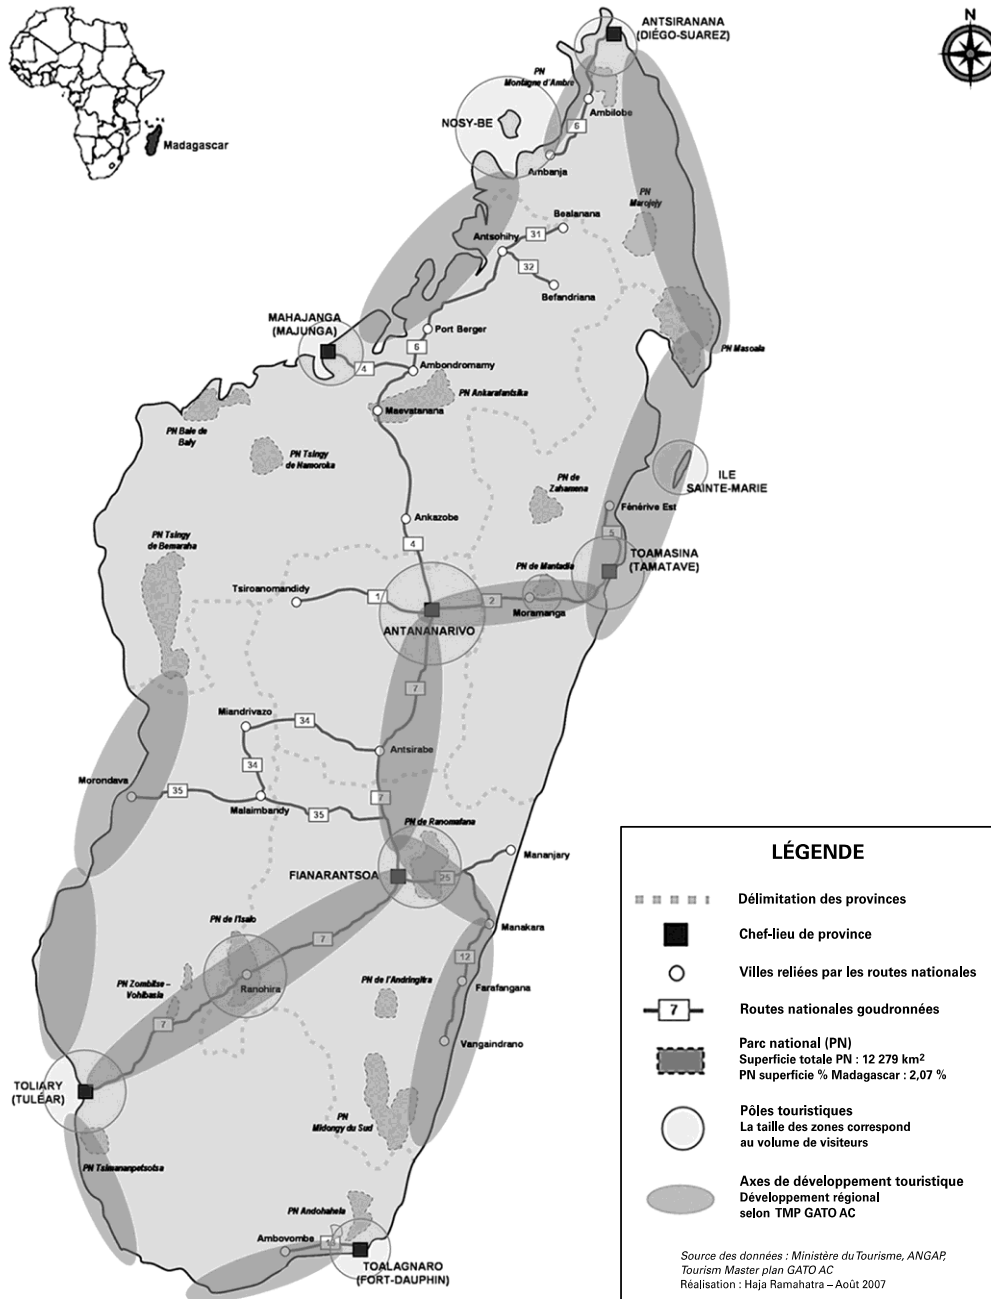 ANTSIRANANA
(DIÉGO-SUAREZ)
N
PN
Montagne d'Ambre
NOSY-BE
Ambilobe
6
Ambanja
Madagascar
PN
Marojejy
Bealanana
Antsohihy
31
32
Befandriana
MAHAJANGA
(MAJUNGA)
Port Berger
6
4
Ambondromamy
PN Masoala
PN Ankarafantsika
Maevatanana
PN Baie de
Baly
PN Tsingy
de Namoroka
PN de
Zahamena
ILE
SAINTE-MARIE
Fénérive Est
Ankazobe
4
5
PN Tsingy
de Bemaraha
TOAMASINA
(TAMATAVE)
PN de Mantadia
Tsiroanomandidy
1
2
Moramanga
ANTANANARIVO
7
Miandrivazo
34
Antsirabe
34
Morondava
35
Malaimbandy
35
7
PN de Ranomafana
Mananjary
FIANARANTSOA
25
PN de l'Isalo
7
Manakara
12
Ranohira
PN Zombitse –
Vohibasia
PN de l'Andringitra
Farafangana
7
Vangaindrano
TOLIARY
(TULÉAR)
PN
Midongy du Sud
PN Tsimananpetsotsa
PN Andohahela
Ambovombe
TOALAGNARO
(FORT-DAUPHIN)
LÉGENDE
Délimitation des provinces
Chef-lieu de province
Villes reliées par les routes nationales
7
Routes nationales goudronnées
Parc national (PN)
Superficie totale PN : 12 279 km²
PN superficie % Madagascar : 2,07 %
Pôles touristiques
La taille des zones correspond
au volume de visiteurs
Axes de développement touristique
Développement régional
selon TMP GATO AC
Source des données : Ministère du Tourisme, ANGAP,
Tourism Master plan GATO AC
Réalisation : Haja Ramahatra – Août 2007